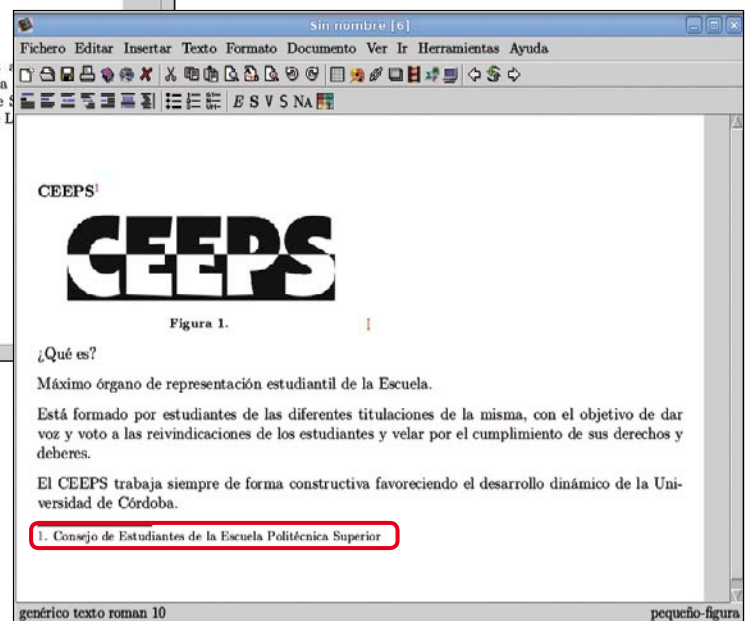 Sin nombre [6]
Fichero Editar Insertar Texto Formato Documento Ver Ir Herramientas Ayuda
E S V S NA
CEEPS¹
CEEPS
Figura 1.
¿Qué es?
Máximo órgano de representación estudiantil de la Escuela.
Está formado por estudiantes de las diferentes titulaciones de la misma, con el objetivo de dar
voz y voto a las reivindicaciones de los estudiantes y velar por el cumplimiento de sus derechos y
deberes.
El CEEPS trabaja siempre de forma constructiva favoreciendo el desarrollo dinámico de la Uni-
versidad de Córdoba.
1. Consejo de Estudiantes de la Escuela Politécnica Superior
genérico texto roman 10 pequeño-figura